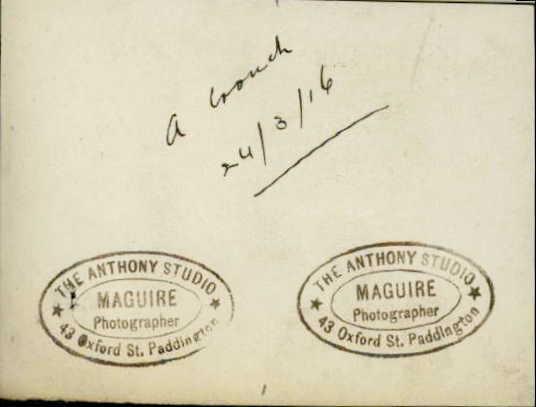 A Crouch
24/3/16
THE ANTHONY STUDIO
MAGUIRE
Photographer
43 Oxford St. Paddington
THE ANTHONY STUDIO
MAGUIRE
Photographer
43 Oxford St. Paddington